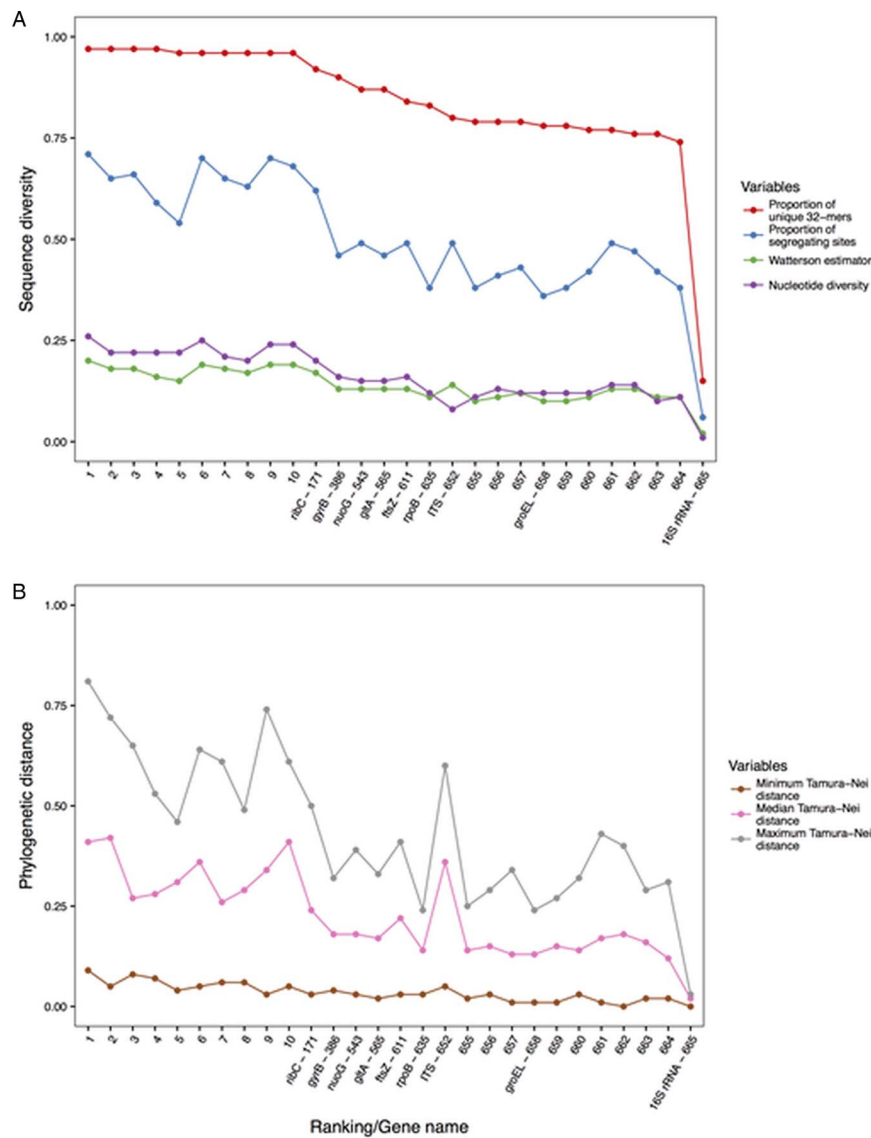 A
1.00
0.75
0.50
0.25
0.00
Sequence diversity
1
2
3
4
5
6
7
8
9
10
ribC – 171
gyrB – 386
nuoG – 543
gltA – 565
ftsZ – 611
rpoB – 635
ITS – 652
655
656
657
groEL – 658
659
660
661
662
663
664
16S rRNA – 665
Variables
Proportion of
unique 32−mers
Proportion of
segregating sites
Watterson estimator
Nucleotide diversity
B
1.00
0.75
0.50
0.25
0.00
Phylogenetic distance
1
2
3
4
5
6
7
8
9
10
ribC – 171
gyrB – 386
nuoG – 543
gltA – 565
ftsZ – 611
rpoB – 635
ITS – 652
655
656
657
groEL – 658
659
660
661
662
663
664
16S rRNA – 665
Ranking/Gene name
Variables
Minimum Tamura−Nei
distance
Median Tamura−Nei
distance
Maximum Tamura−Nei
distance